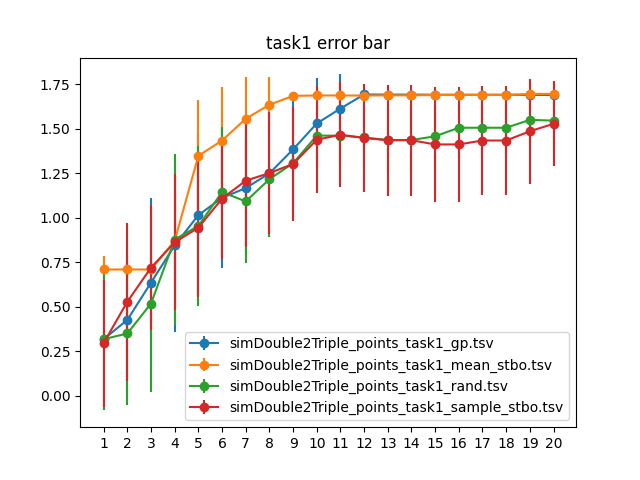 task1 error bar
1.75
1.50
1.25
1.00
0.75
0.50
0.25
0.00
simDouble2Triple_points_task1_gp.tsv
simDouble2Triple_points_task1_mean_stbo.tsv
simDouble2Triple_points_task1_rand.tsv
simDouble2Triple_points_task1_sample_stbo.tsv
1 2 3 4 5 6 7 8 9 10 11 12 13 14 15 16 17 18 19 20